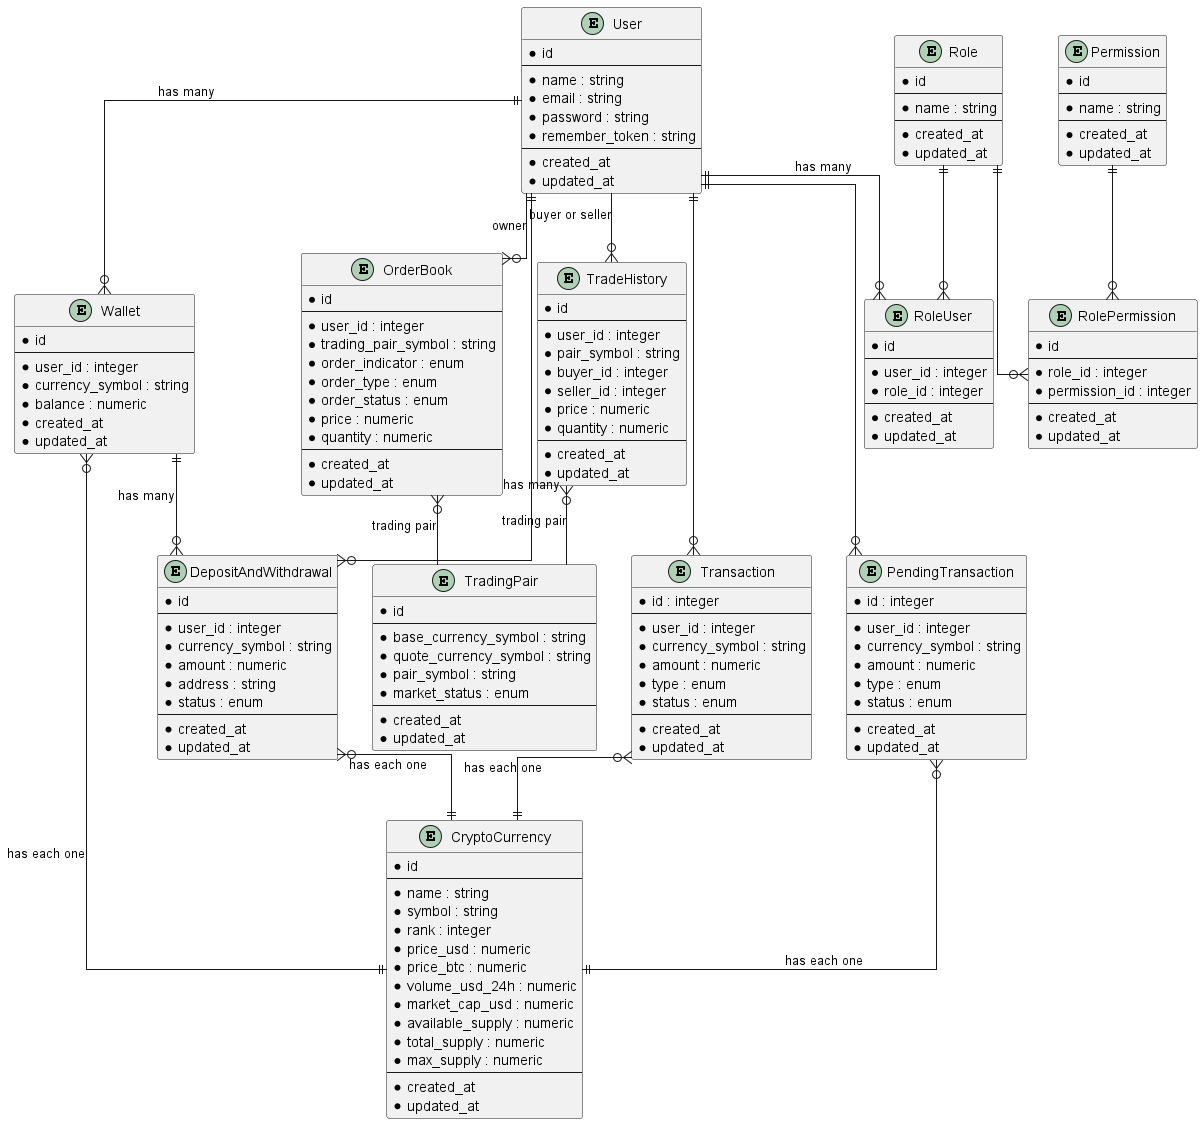 E User
id
name : string
email : string
password : string
remember_token : string
created_at
updated_at
E Role
id
name : string
created_at
updated_at
E Permission
id
name : string
created_at
updated_at
has many
has many
owner
buyer or seller
E OrderBook
id
user_id : integer
trading_pair_symbol : string
order_indicator : enum
order_type : enum
order_status : enum
price : numeric
quantity : numeric
created_at
updated_at
E TradeHistory
id
user_id : integer
pair_symbol : string
buyer_id : integer
seller_id : integer
price : numeric
quantity : numeric
created_at
updated_at
E Wallet
id
user_id : integer
currency_symbol : string
balance : numeric
created_at
updated_at
E RoleUser
id
user_id : integer
role_id : integer
created_at
updated_at
E RolePermission
id
role_id : integer
permission_id : integer
created_at
updated_at
has many
has many
trading pair
trading pair
E DepositAndWithdrawal
id
user_id : integer
currency_symbol : string
amount : numeric
address : string
status : enum
created_at
updated_at
E TradingPair
id
base_currency_symbol : string
quote_currency_symbol : string
pair_symbol : string
market_status : enum
created_at
updated_at
E Transaction
id : integer
user_id : integer
currency_symbol : string
amount : numeric
type : enum
status : enum
created_at
updated_at
E PendingTransaction
id : integer
user_id : integer
currency_symbol : string
amount : numeric
type : enum
status : enum
created_at
updated_at
has each one
has each one
has each one
has each one
E CryptoCurrency
id
name : string
symbol : string
rank : integer
price_usd : numeric
price_btc : numeric
volume_usd_24h : numeric
market_cap_usd : numeric
available_supply : numeric
total_supply : numeric
max_supply : numeric
created_at
updated_at